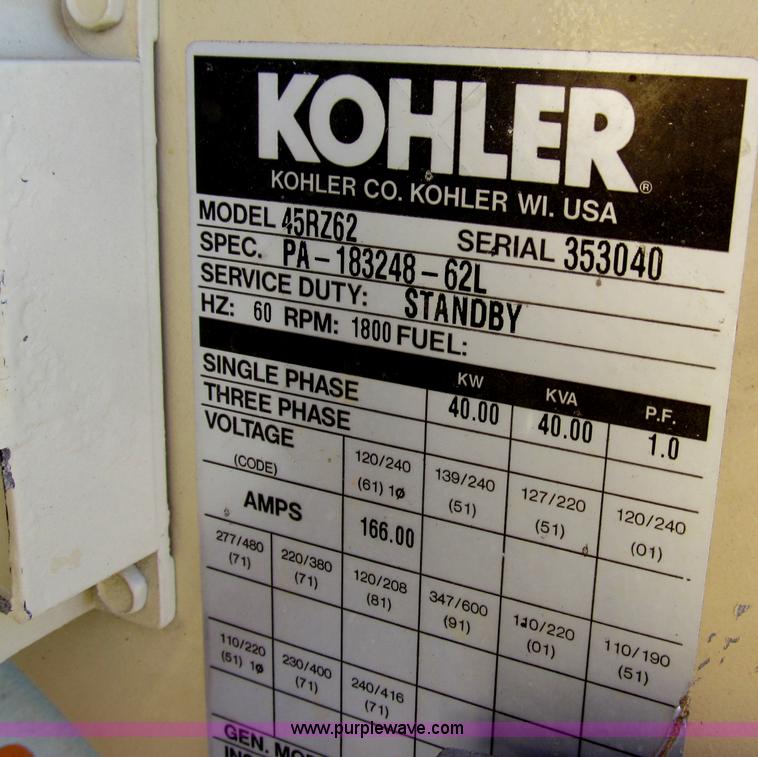 KOHLER®
KOHLER CO. KOHLER WI. USA
MODEL 45RZ62 SERIAL 353040
SPEC. PA-183248-62L
SERVICE DUTY: STANDBY
HZ: 60 RPM: 1800 FUEL:
KW KVA P.F.
SINGLE PHASE 40.00 40.00 1.0
THREE PHASE
VOLTAGE 120/240 139/240 127/220 120/240
(CODE) (61) 1ø (51) (51) (01)
AMPS 166.00
277/480 220/380 120/208 347/600 110/220 110/190
(71) (71) (81) (91) (01) (51)
110/220 230/400 240/416
(51) 1ø (71) (71)
GEN. MO
www.purplewave.com